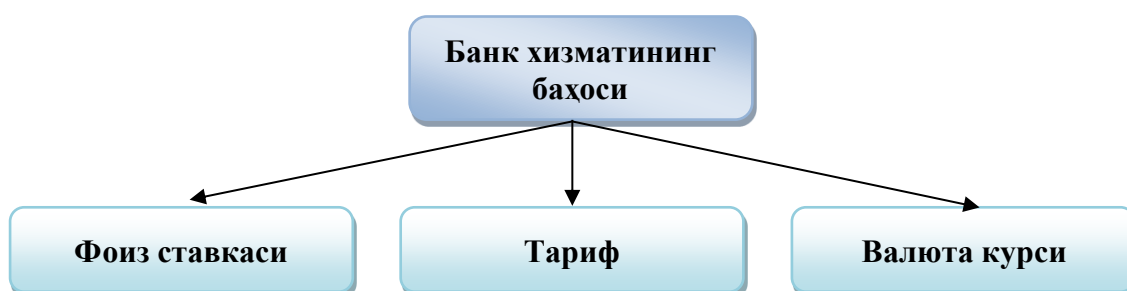 Банк хизматининг
баҳоси
Фоиз ставкаси
Тариф
Валюта курси